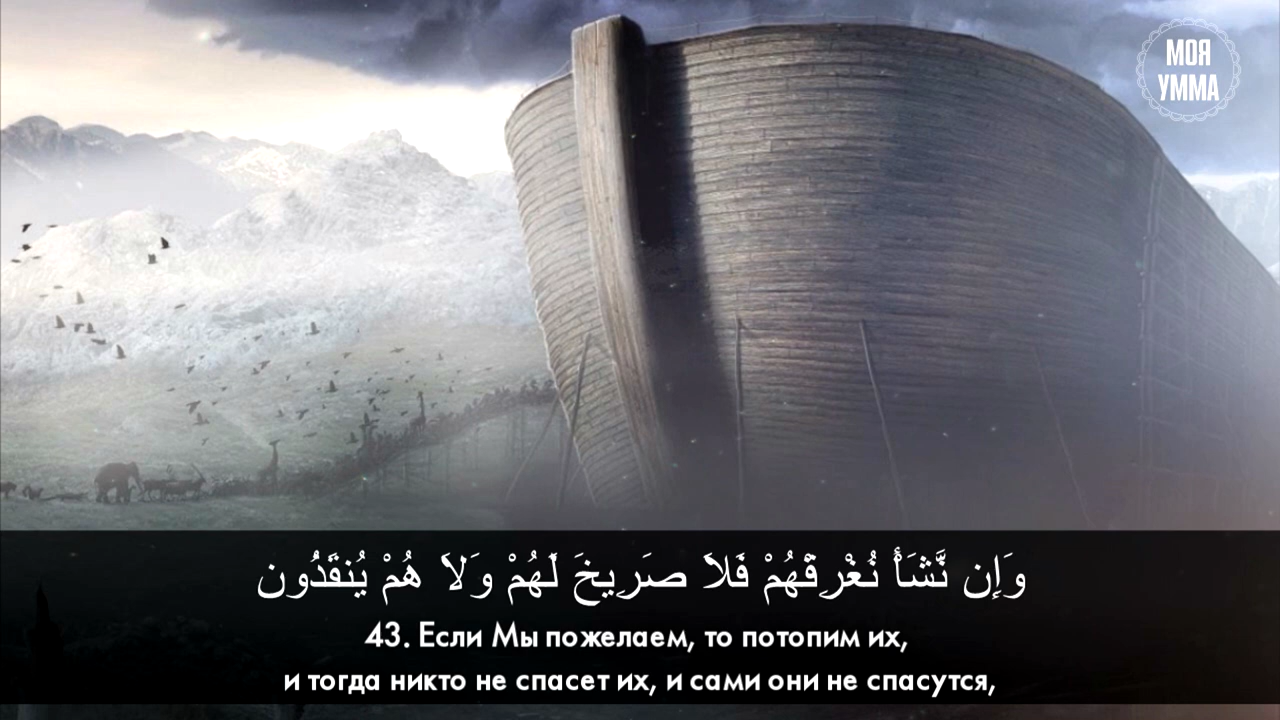 МОЯ
УММА
وَإِن نَّشَأْ نُغْرِقْهُمْ فَلَا صَرِيخَ لَهُمْ وَلَا هُمْ يُنقَذُون
43. Если Мы пожелаем, то потопим их,
и тогда никто не спасет их, и сами они не спасутся,